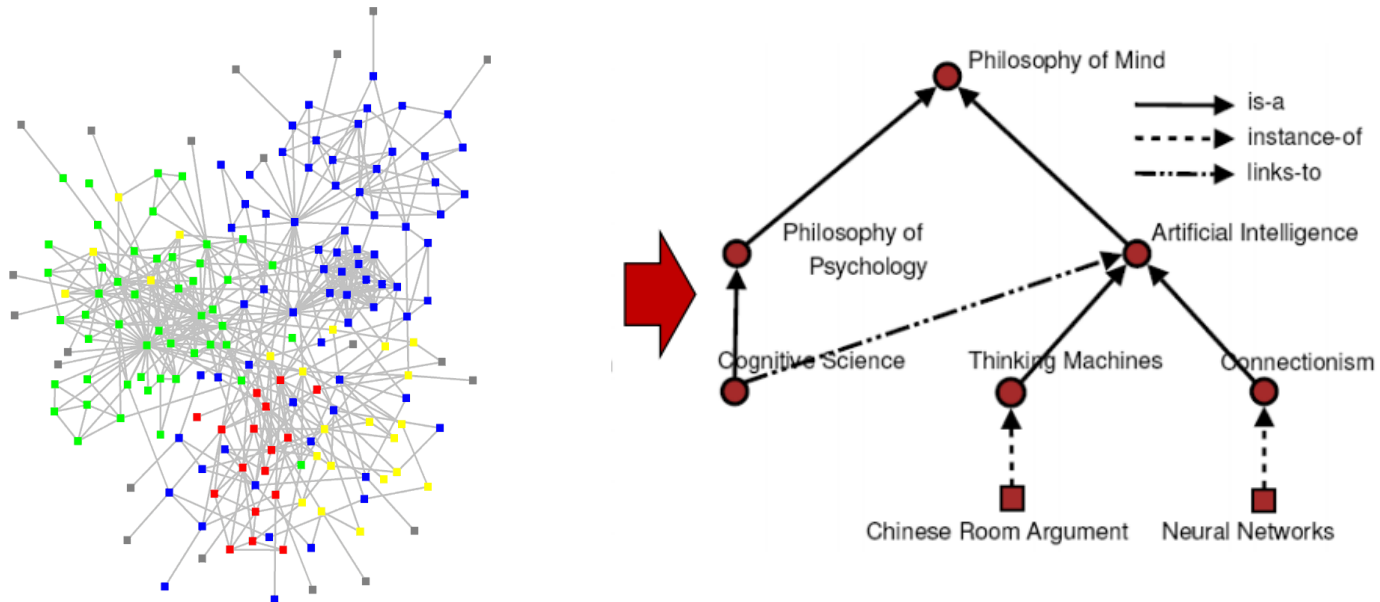 Philosophy of Mind
is-a
instance-of
links-to
Philosophy of
Psychology
Artificial Intelligence
Cognitive Science
Thinking Machines
Connectionism
Chinese Room Argument
Neural Networks